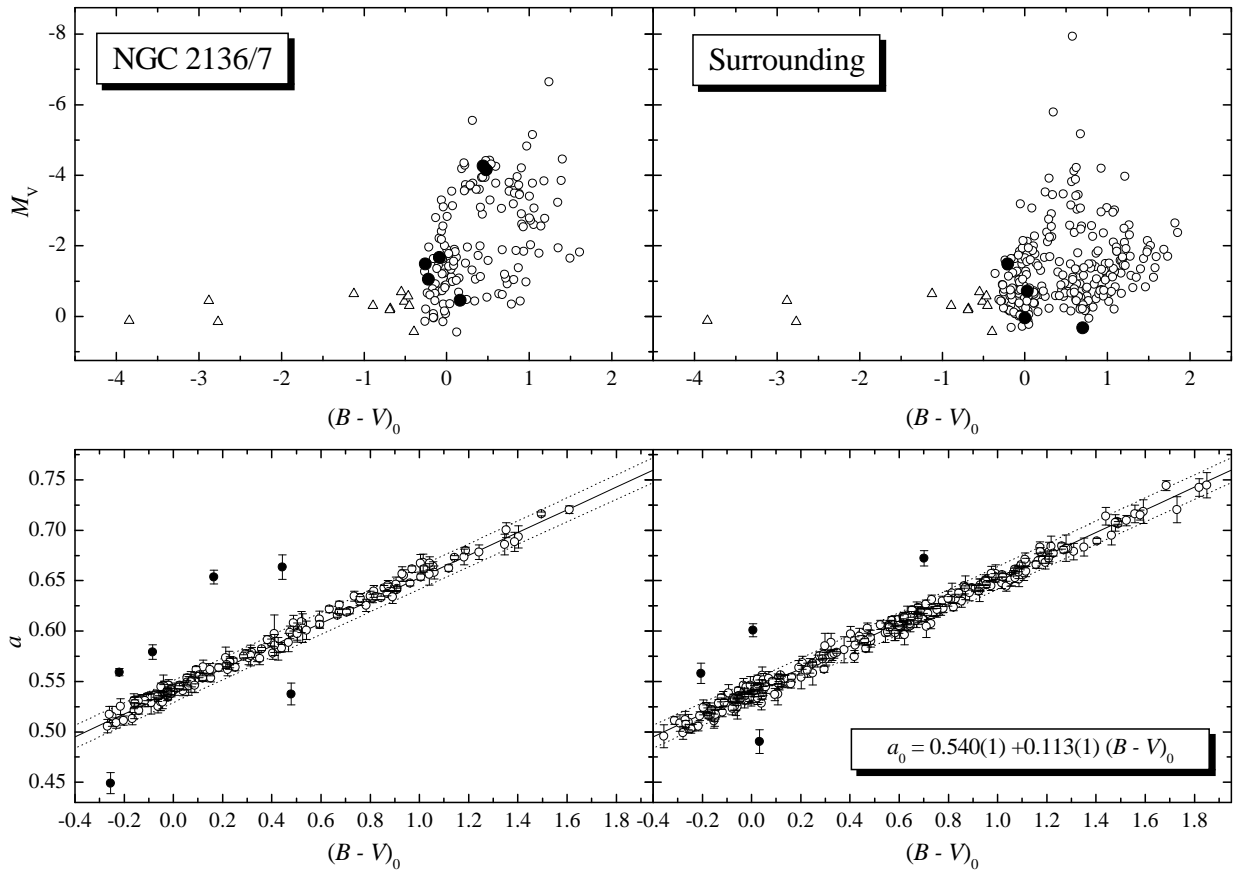 NGC 2136/7
Surrounding
-8
-6
-4
-2
0
M_V
-4 -3 -2 -1 0 1 2
-4 -3 -2 -1 0 1 2
(B - V)_0
(B - V)_0
0.75
0.70
0.65
0.60
0.55
0.50
0.45
a
a_0 = 0.540(1) +0.113(1) (B - V)_0
-0.4 -0.2 0.0 0.2 0.4 0.6 0.8 1.0 1.2 1.4 1.6 1.8
-0.4 -0.2 0.0 0.2 0.4 0.6 0.8 1.0 1.2 1.4 1.6 1.8
(B - V)_0
(B - V)_0